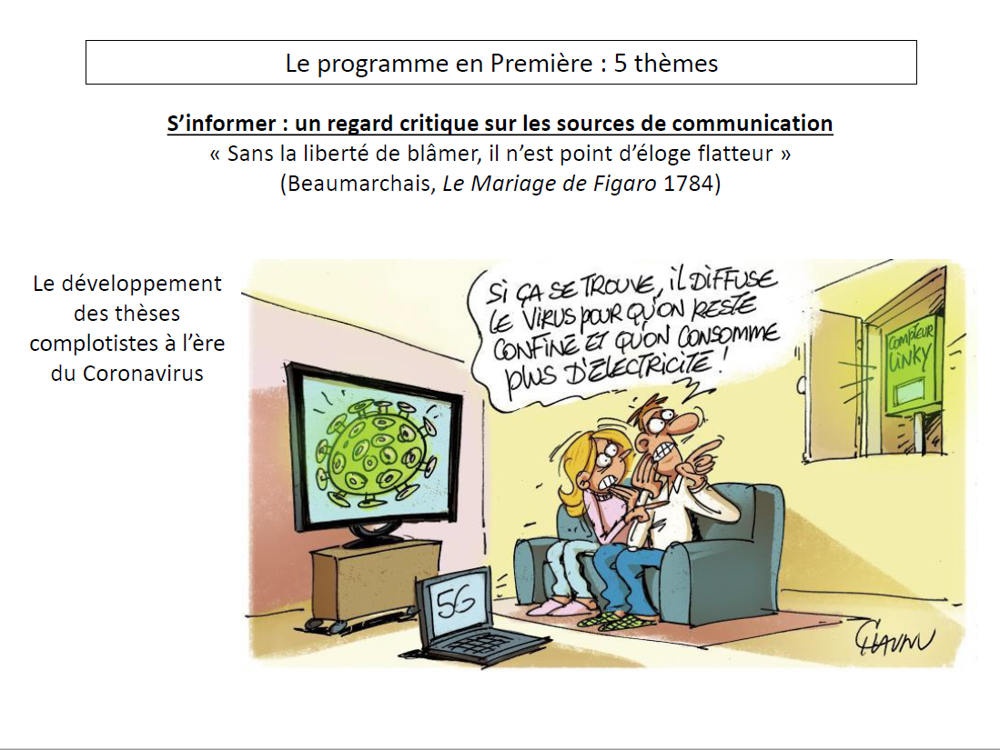 Le programme en Première : 5 thèmes
S’informer : un regard critique sur les sources de communication
« Sans la liberté de blâmer, il n’est point d’éloge flatteur »
(Beaumarchais, Le Mariage de Figaro 1784)
Le développement
des thèses
complotistes à l’ère
du Coronavirus
SI ÇA SE TROUVE, IL DIFFUSE
LE VIRUS POUR QU'ON RESTE
CONFINÉ ET QU'ON CONSOMME
PLUS D'ÉLECTRICITÉ !
COMPTEUR
LINKY
5G
CHAUNU